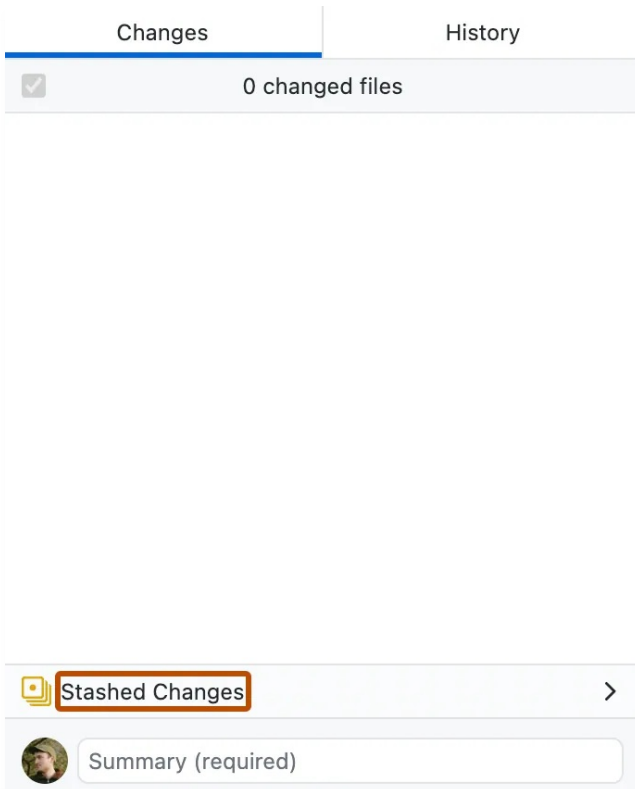 Changes
History
0 changed files
Stashed Changes
Summary (required)